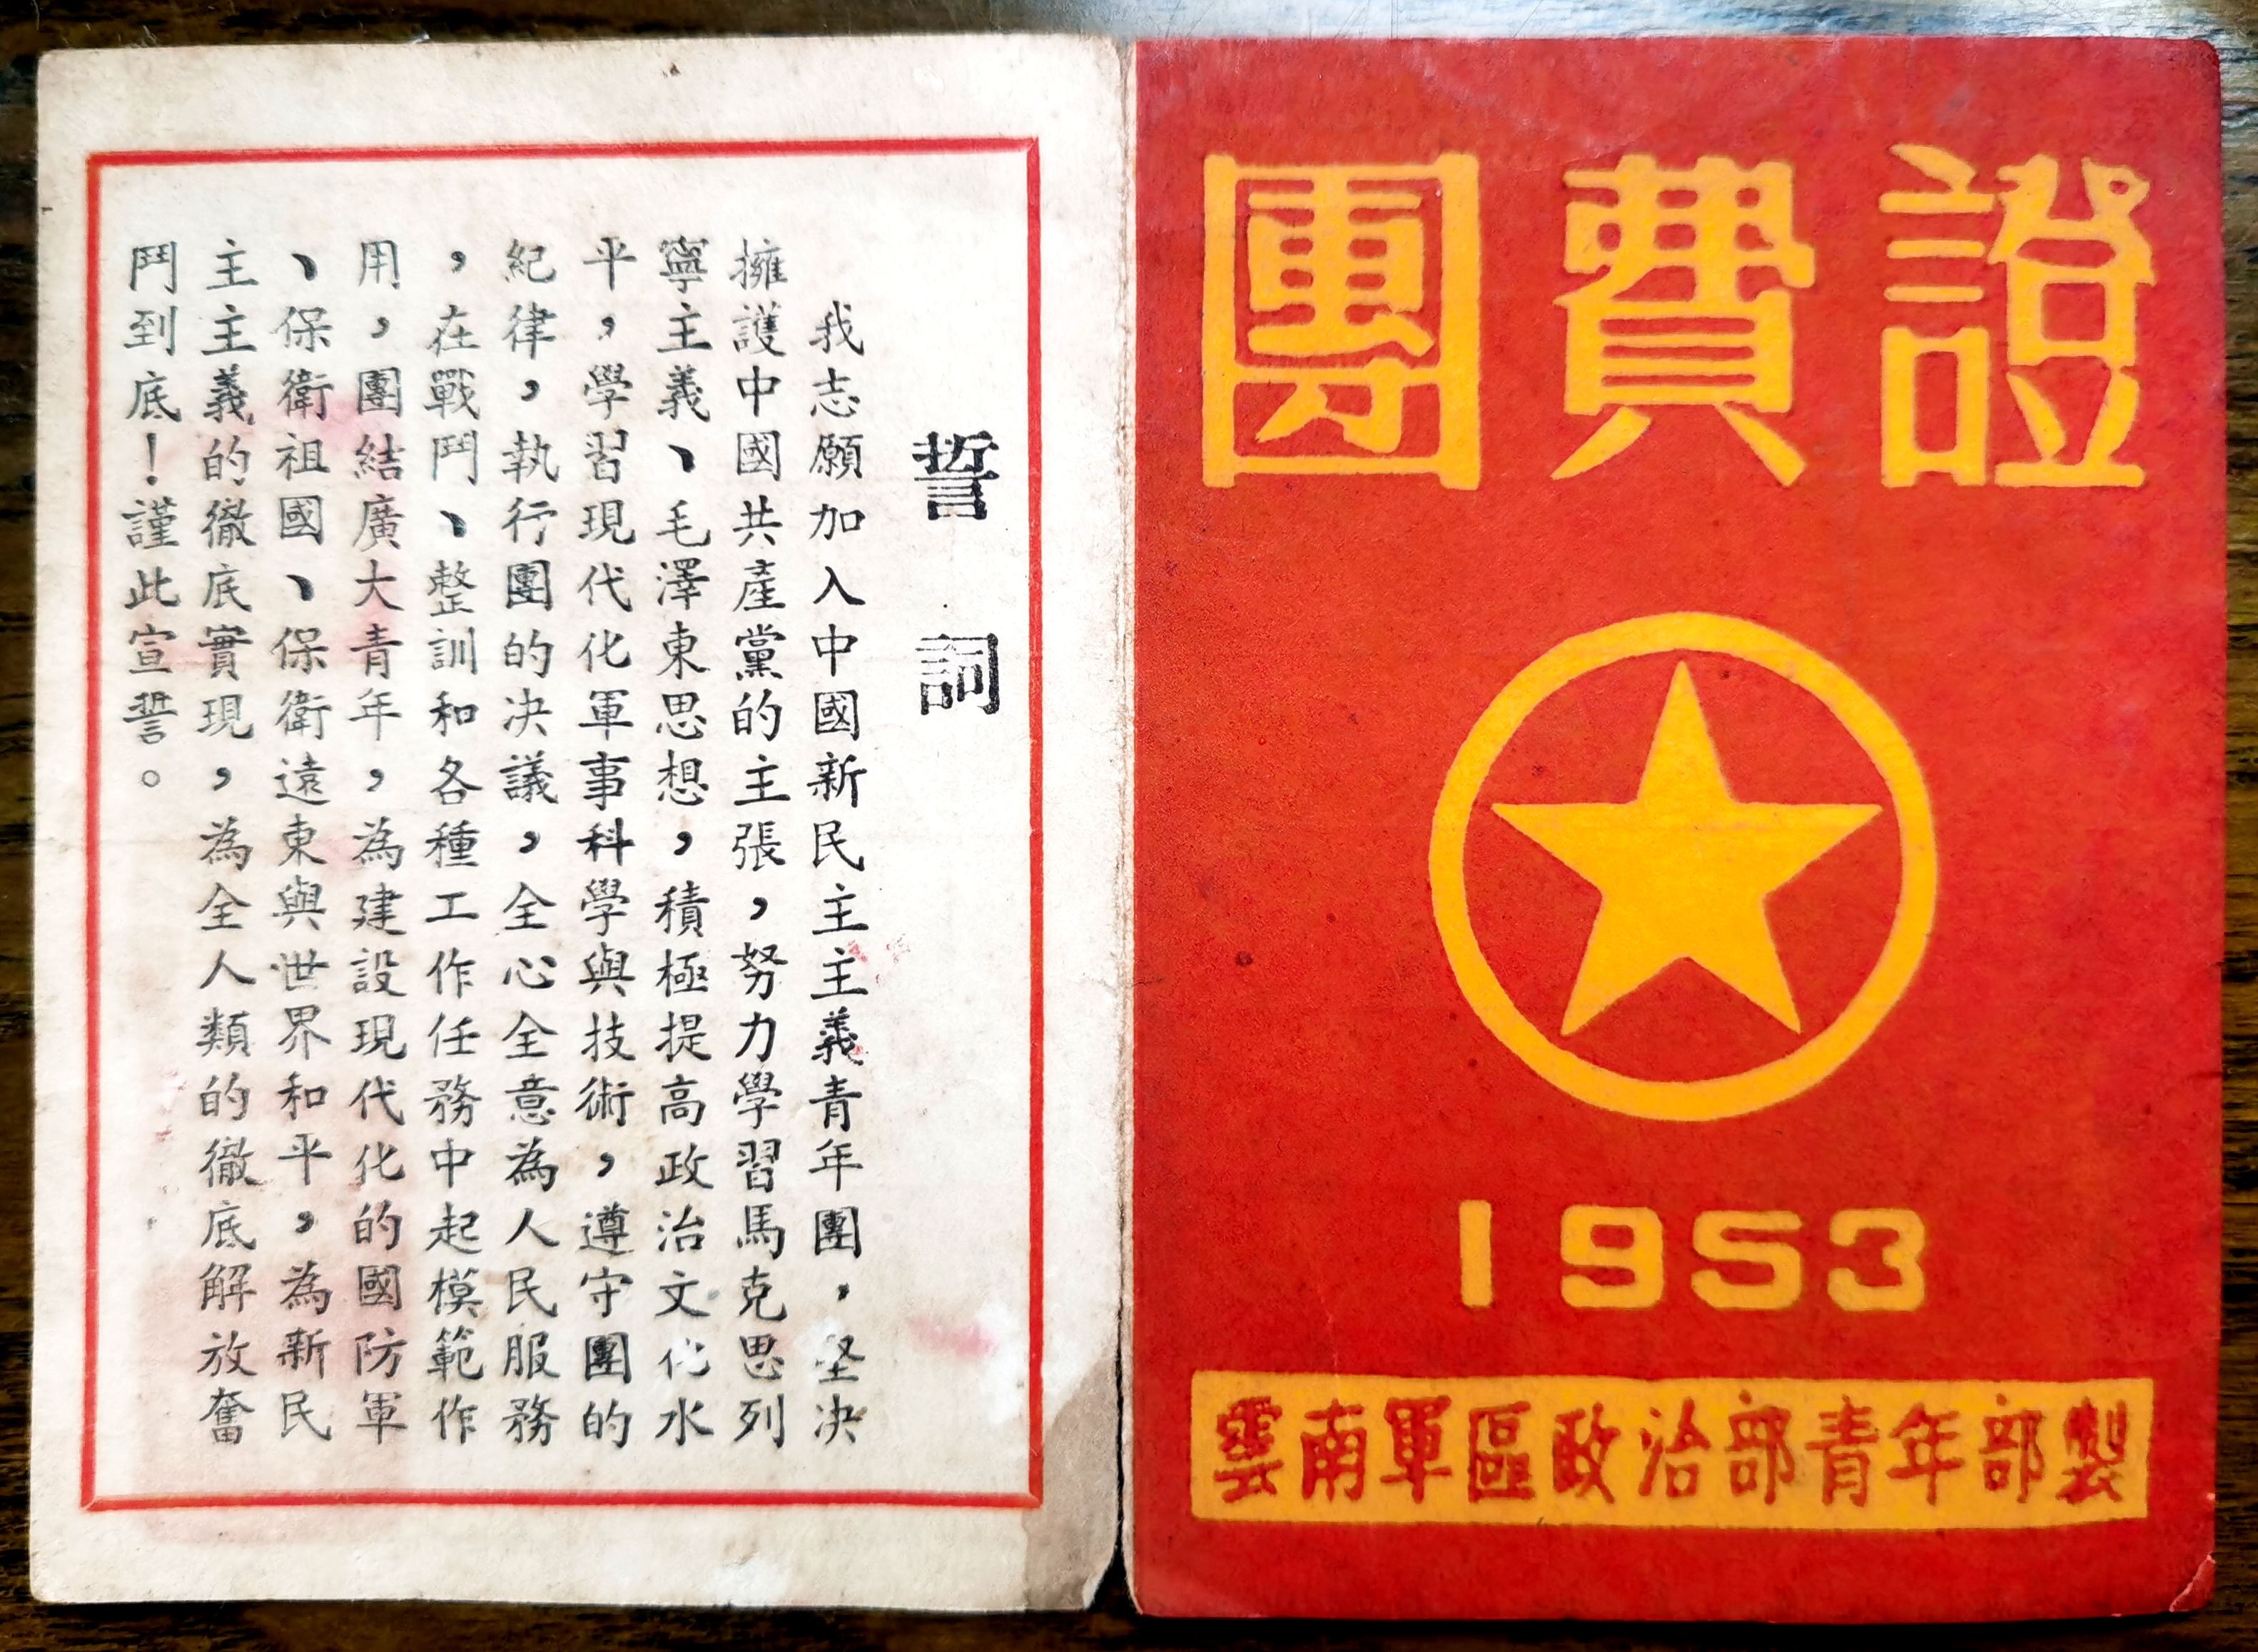 團費證
1953
雲南軍區政治部青年部製
誓詞
我志願加入中國新民主主義青年團,堅决
擁護中國共產黨的主張,努力學習馬克思列
寧主義、毛澤東思想,積極提高政治文化水
平,學習現代化軍事科學與技術,遵守團的
紀律,執行團的决議,全心全意為人民服務
,在戰鬥、整訓和各種工作任務中起模範作
用,團結廣大青年,為建設現代化的國防軍
、保衛祖國、保衛遠東與世界和平,為新民
主主義的徹底實現,為全人類的徹底解放奮
鬥到底!謹此宣誓。